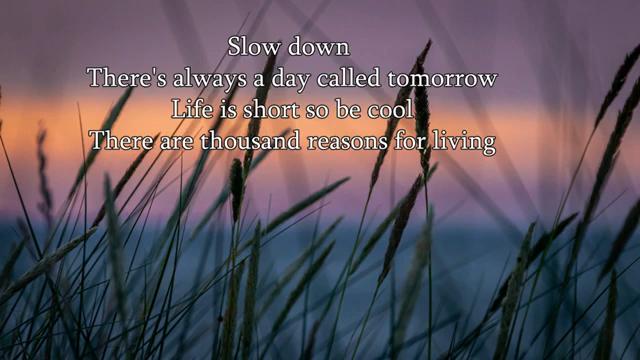 Slow down
There's always a day called tomorrow
Life is short so be cool
There are thousand reasons for living